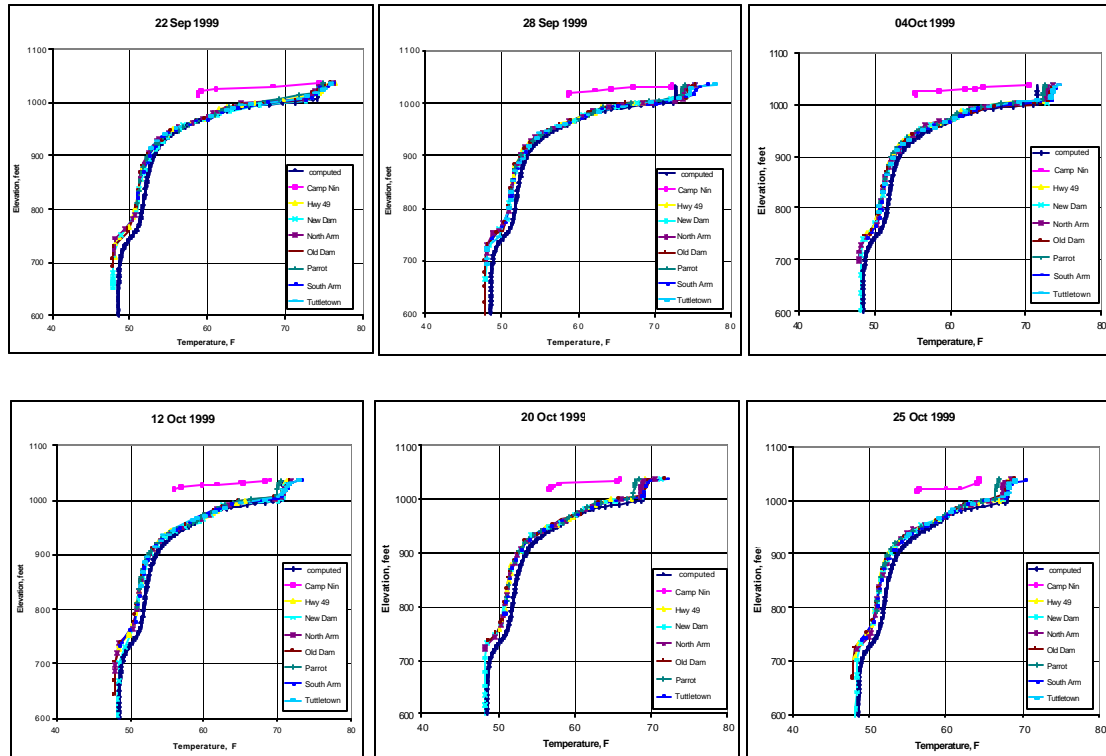 22 Sep 1999
1100
1000
900
800
700
600
40 50 60 70 80
Elevation, feet
Temperature, F
computed
Camp Nin
Hwy 49
New Dam
North Arm
Old Dam
Parrot
South Arm
Tuttletown
28 Sep 1999
1100
1000
900
800
700
600
40 50 60 70 80
Elevation, feet
Temperature, F
computed
Camp Nin
Hwy 49
New Dam
North Arm
Old Dam
Parrot
South Arm
Tuttletown
04Oct 1999
1100
1000
900
800
700
600
40 50 60 70 80
Elevation, feet
Temperature, F
computed
Camp Nin
Hwy 49
New Dam
North Arm
Old Dam
Parrot
South Arm
Tuttletown
12 Oct 1999
1100
1000
900
800
700
600
40 50 60 70 80
Elevation, feet
Temperature, F
computed
Camp Nin
Hwy 49
New Dam
North Arm
Old Dam
Parrot
South Arm
Tuttletown
20 Oct 1999
1100
1000
900
800
700
600
40 50 60 70 80
Elevation, feet
Temperature, F
computed
Camp Nin
Hwy 49
New Dam
North Arm
Old Dam
Parrot
Tuttletown
25 Oct 1999
1100
1000
900
800
700
600
40 50 60 70 80
Elevation, feet
Temperature, F
computed
Camp Nin
Hwy 49
New Dam
North Arm
Old Dam
Parrot
South Arm
Tuttletown